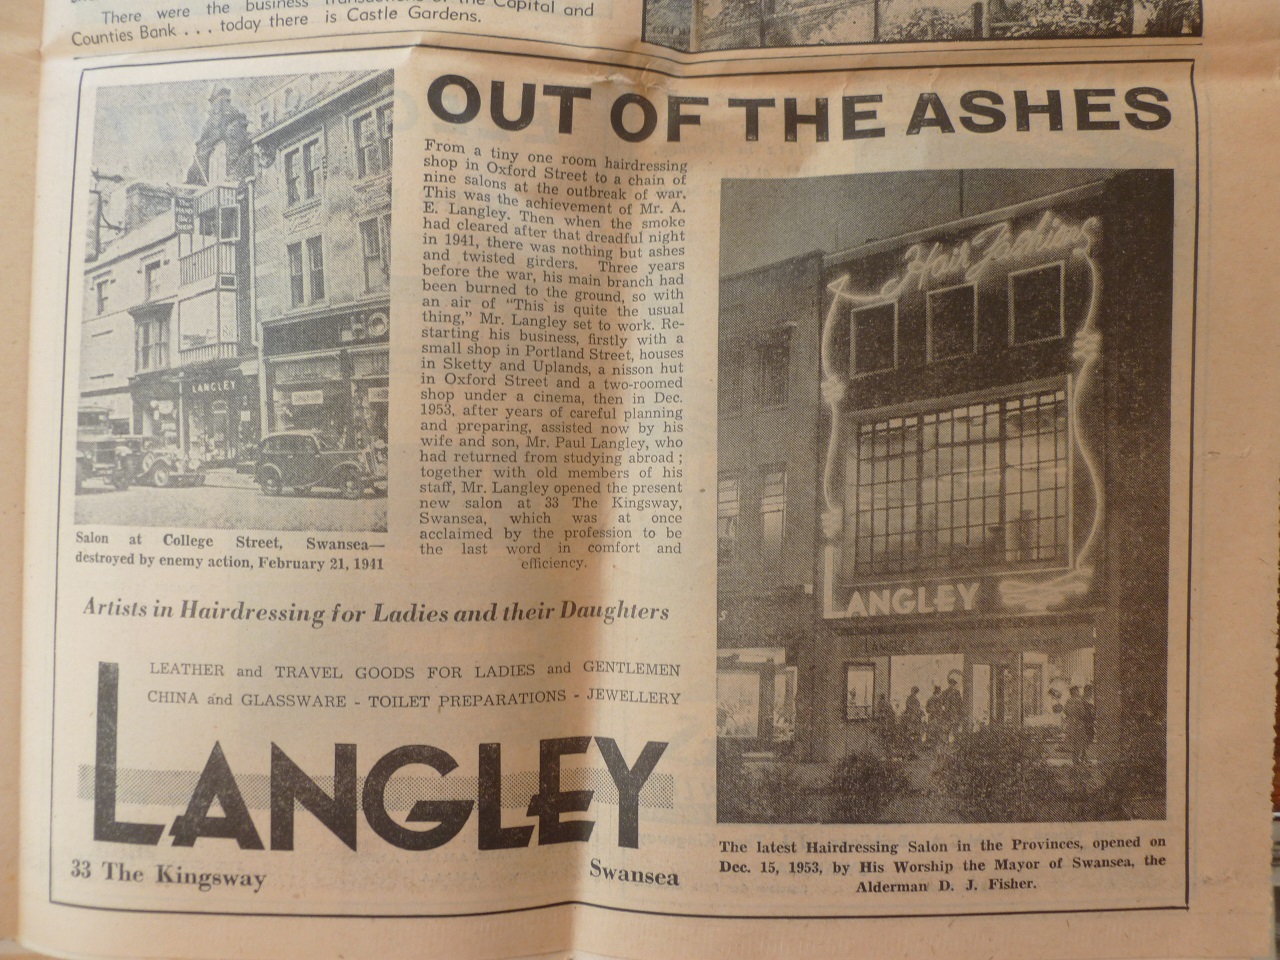 There were the business transactions of the Capital and
Counties Bank . . . today there is Castle Gardens.
OUT OF THE ASHES
LANGLEY
Salon at College Street, Swansea—
destroyed by enemy action, February 21, 1941
From a tiny one room hairdressing
shop in Oxford Street to a chain of
nine salons at the outbreak of war.
This was the achievement of Mr. A.
E. Langley. Then when the smoke
had cleared after that dreadful night
in 1941, there was nothing but ashes
and twisted girders. Three years
before the war, his main branch had
been burned to the ground, so with
an air of "This is quite the usual
thing," Mr. Langley set to work. Re-
starting his business, firstly with a
small shop in Portland Street, houses
in Sketty and Uplands, a nisson hut
in Oxford Street and a two-roomed
shop under a cinema, then in Dec.
1953, after years of careful planning
and preparing, assisted now by his
wife and son, Mr. Paul Langley, who
had returned from studying abroad ;
together with old members of his
staff, Mr. Langley opened the present
new salon at 33 The Kingsway,
Swansea, which was at once
acclaimed by the profession to be
the last word in comfort and
efficiency.
Hair Fashions
LANGLEY
LANGLEY
Artists in Hairdressing for Ladies and their Daughters
LEATHER and TRAVEL GOODS FOR LADIES and GENTLEMEN
CHINA and GLASSWARE - TOILET PREPARATIONS - JEWELLERY
LANGLEY
33 The Kingsway Swansea
The latest Hairdressing Salon in the Provinces, opened on
Dec. 15, 1953, by His Worship the Mayor of Swansea, the
Alderman D. J. Fisher.